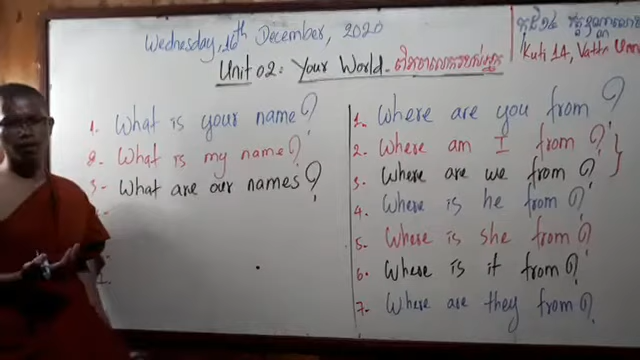 Wednesday, 16th December, 2020
Unit 02: Your World.
Kuti 14, Vatta
1. What is your name?
2. What is my name?
3- What are our names?
1. Where are you from?
2. Where am I from?
3. Where are we from?
4. Where is he from?
5. Where is she from?
6. Where is it from?
7. Where are they from?